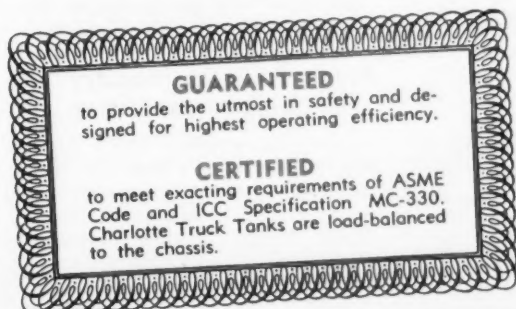 GUARANTEED
to provide the utmost in safety and de-
signed for highest operating efficiency.
CERTIFIED
to meet exacting requirements of ASME
Code and ICC Specification MC-330.
Charlotte Truck Tanks are load-balanced
to the chassis.